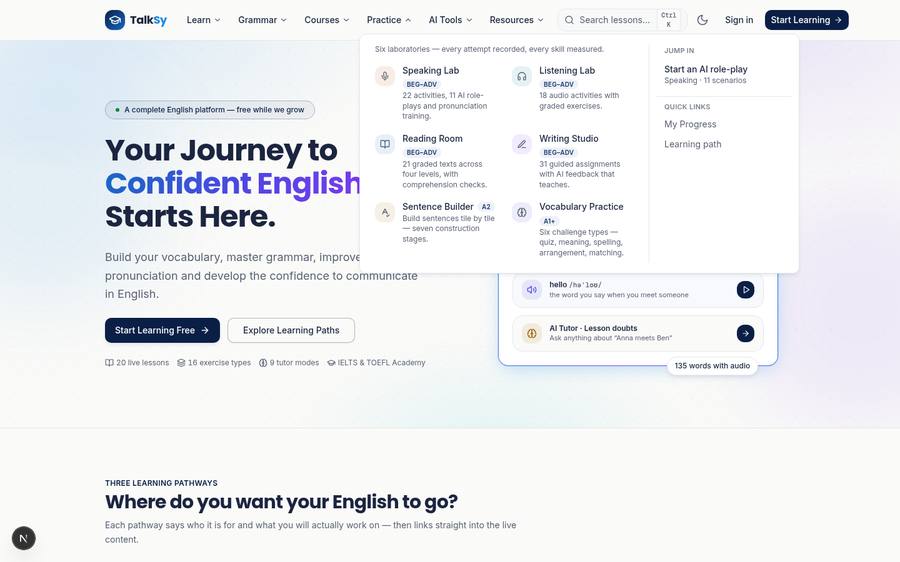 TalkSy
Learn
Grammar
Courses
Practice
AI Tools
Resources
Search lessons...
Ctrl
K
Sign in
Start Learning
Six laboratories — every attempt recorded, every skill measured.
Speaking Lab
BEG–ADV
22 activities, 11 AI role-
plays and pronunciation
training.
Listening Lab
BEG–ADV
18 audio activities with
graded exercises.
Reading Room
BEG–ADV
21 graded texts across
four levels, with
comprehension checks.
Writing Studio
BEG–ADV
31 guided assignments
with AI feedback that
teaches.
Sentence Builder A2
Build sentences tile by tile
— seven construction
stages.
Vocabulary Practice
A1+
Six challenge types —
quiz, meaning, spelling,
arrangement, matching.
JUMP IN
Start an AI role-play
Speaking · 11 scenarios
QUICK LINKS
My Progress
Learning path
A complete English platform — free while we grow
Your Journey to
Confident English
Starts Here.
Build your vocabulary, master grammar, improve
pronunciation and develop the confidence to communicate
in English.
Start Learning Free
Explore Learning Paths
20 live lessons
16 exercise types
9 tutor modes
IELTS & TOEFL Academy
hello /həˈloʊ/
the word you say when you meet someone
AI Tutor · Lesson doubts
Ask anything about “Anna meets Ben”
135 words with audio
THREE LEARNING PATHWAYS
Where do you want your English to go?
Each pathway says who it is for and what you will actually work on — then links straight into the live
content.
N